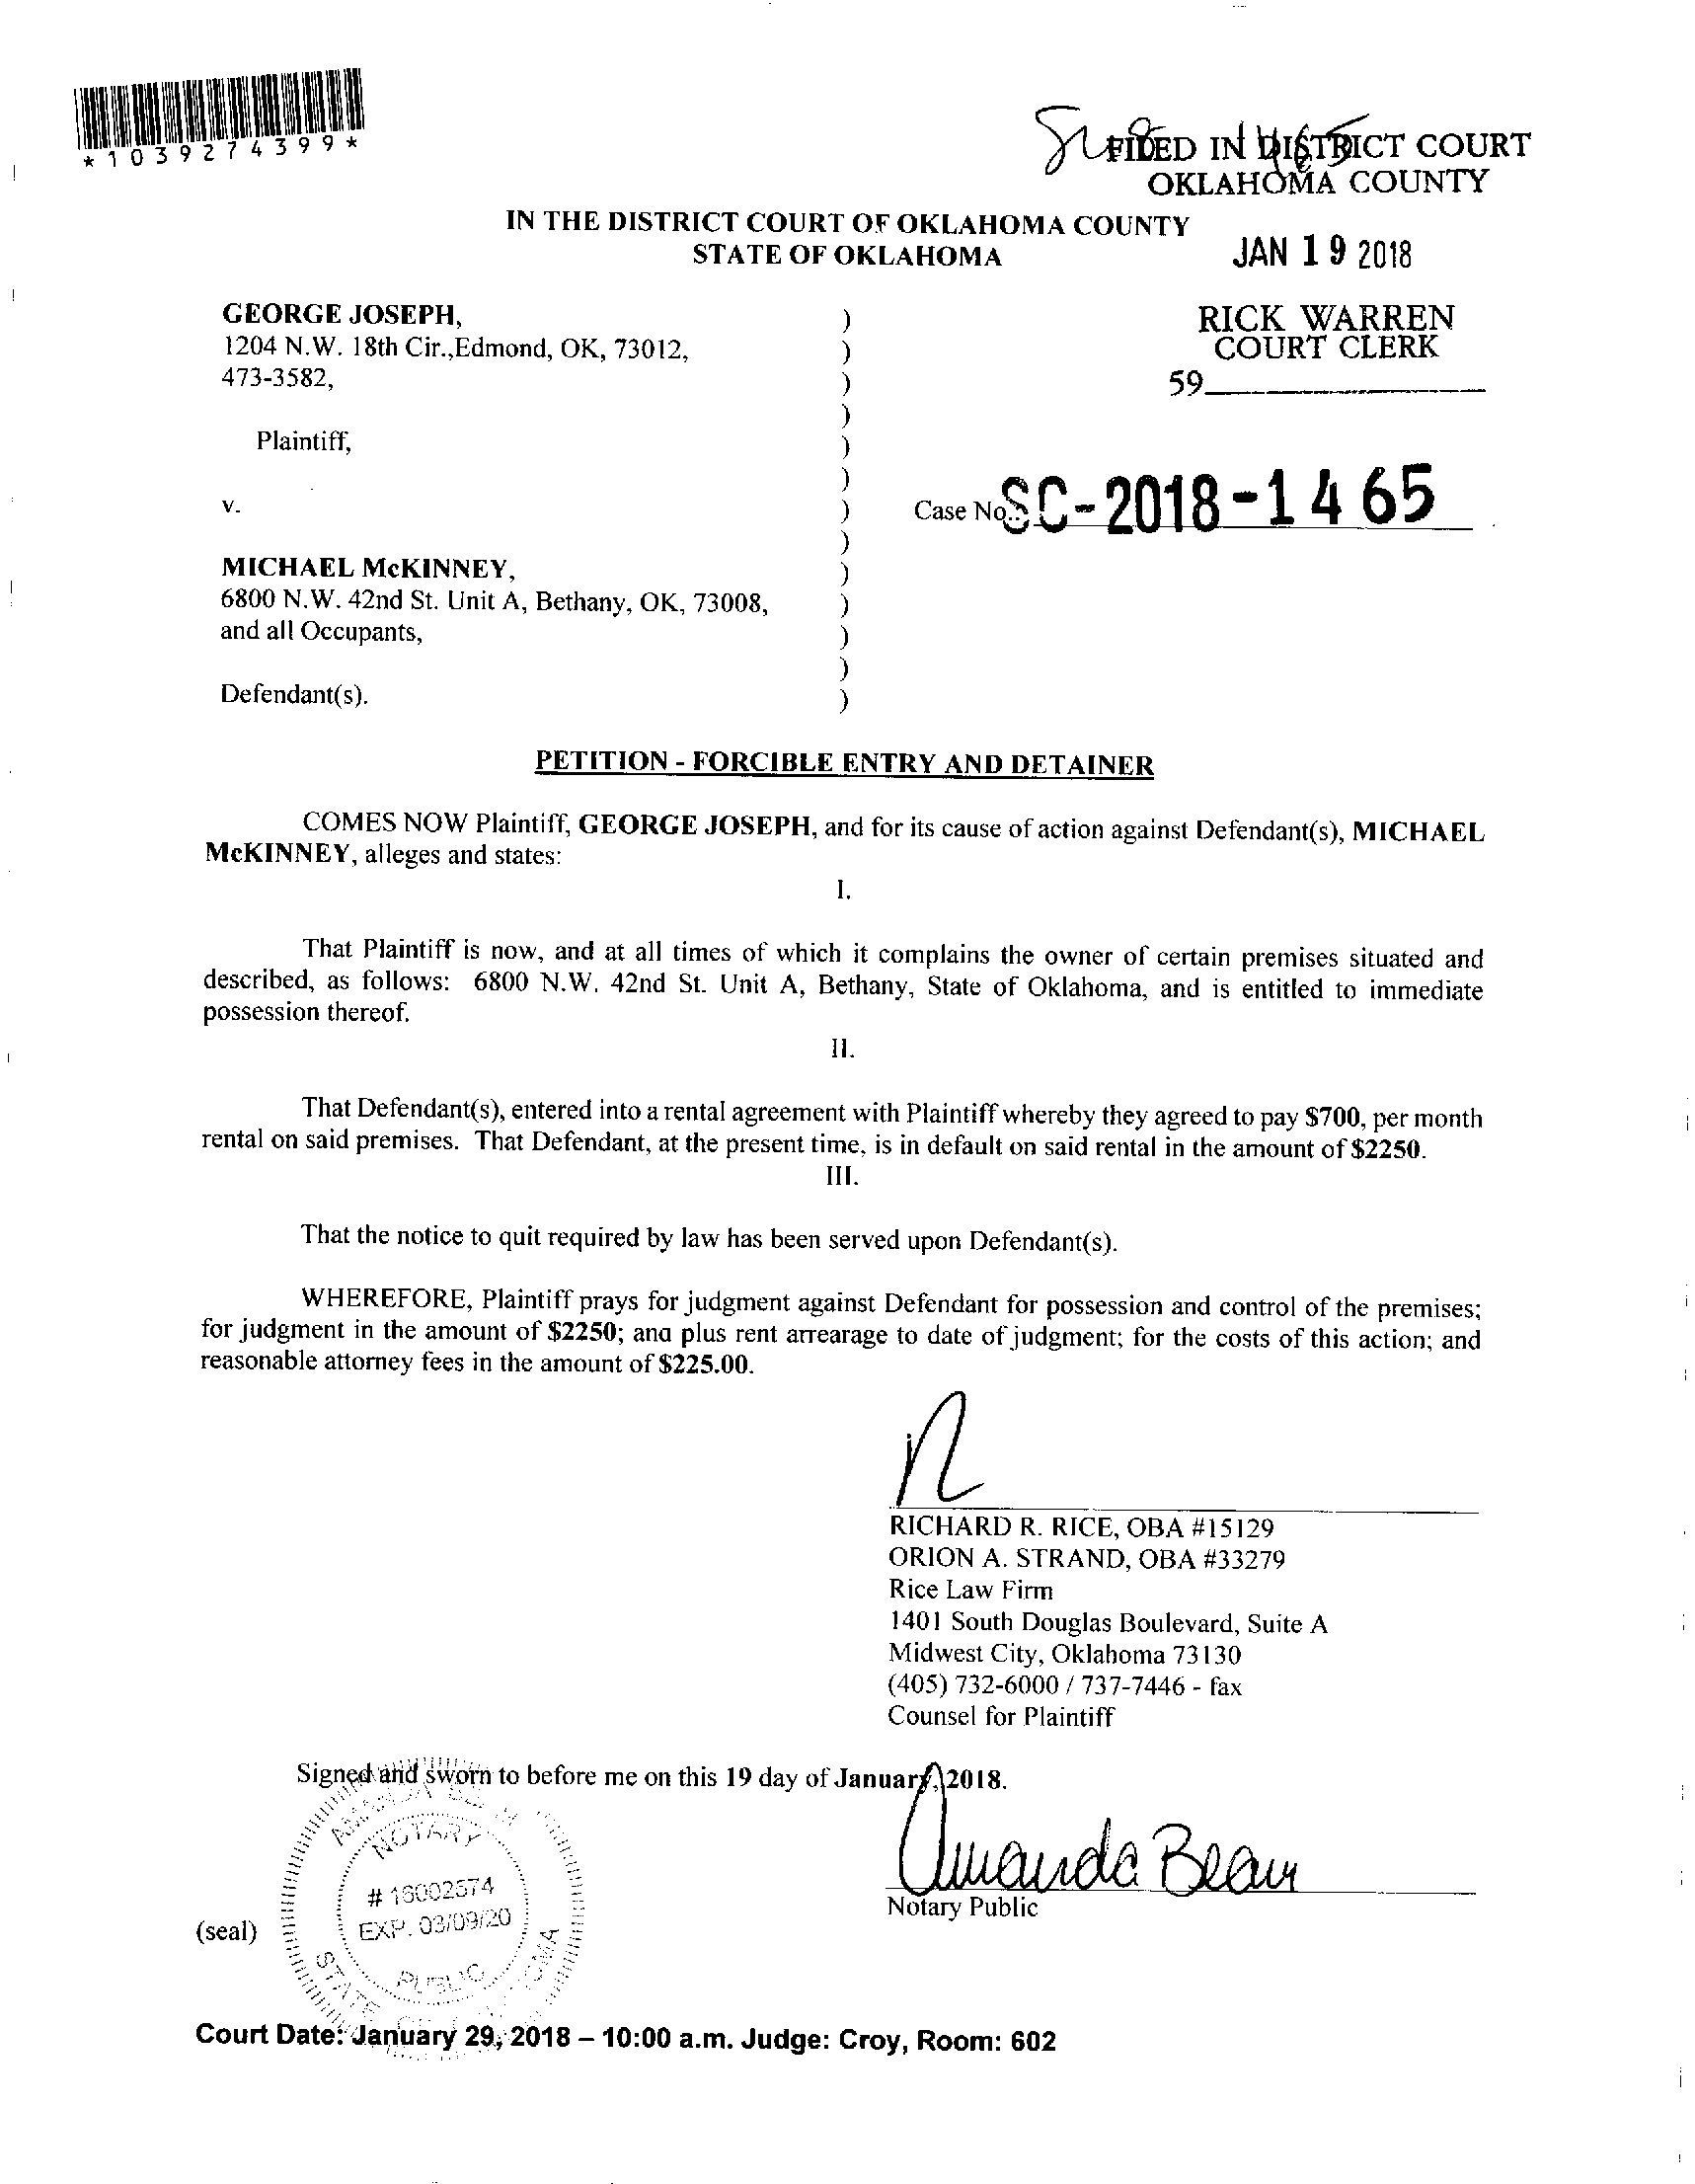 *1039274399*
FILED IN DISTRICT COURT
OKLAHOMA COUNTY
IN THE DISTRICT COURT OF OKLAHOMA COUNTY
STATE OF OKLAHOMA
JAN 19 2018
GEORGE JOSEPH,
1204 N.W. 18th Cir.,Edmond, OK, 73012,
473-3582,
RICK WARREN
COURT CLERK
59
Plaintiff,
v.
Case No.: SC-2018-1465
MICHAEL McKINNEY,
6800 N.W. 42nd St. Unit A, Bethany, OK, 73008,
and all Occupants,
Defendant(s).
PETITION - FORCIBLE ENTRY AND DETAINER
COMES NOW Plaintiff, GEORGE JOSEPH, and for its cause of action against Defendant(s), MICHAEL
McKINNEY, alleges and states:
I.
That Plaintiff is now, and at all times of which it complains the owner of certain premises situated and
described, as follows: 6800 N.W. 42nd St. Unit A, Bethany, State of Oklahoma, and is entitled to immediate
possession thereof.
II.
That Defendant(s), entered into a rental agreement with Plaintiff whereby they agreed to pay $700, per month
rental on said premises. That Defendant, at the present time, is in default on said rental in the amount of $2250.
III.
That the notice to quit required by law has been served upon Defendant(s).
WHEREFORE, Plaintiff prays for judgment against Defendant for possession and control of the premises;
for judgment in the amount of $2250; and plus rent arrearage to date of judgment; for the costs of this action; and
reasonable attorney fees in the amount of $225.00.
RICHARD R. RICE, OBA #15129
ORION A. STRAND, OBA #33279
Rice Law Firm
1401 South Douglas Boulevard, Suite A
Midwest City, Oklahoma 73130
(405) 732-6000 / 737-7446 - fax
Counsel for Plaintiff
Signed and sworn to before me on this 19 day of January, 2018.
Amanda Bean
Notary Public
NOTARY
# 16002574
EXP. 03/09/20
PUBLIC
STATE
(seal)
Court Date: January 29, 2018 – 10:00 a.m. Judge: Croy, Room: 602